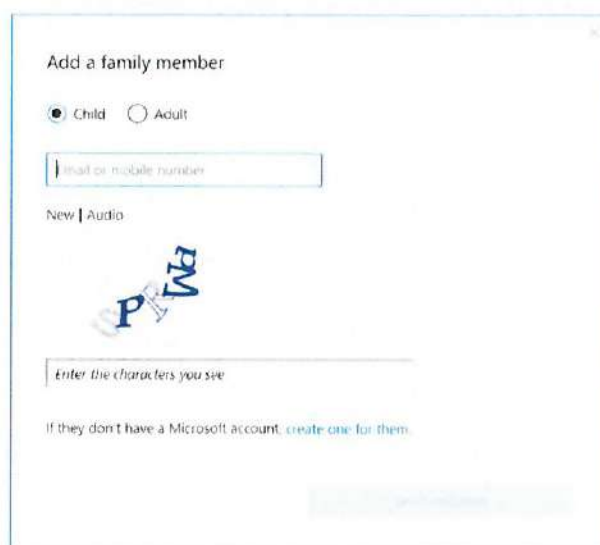 Add a family member
Child Adult
Email or mobile number
New | Audio
Enter the characters you see
If they don't have a Microsoft account, create one for them.